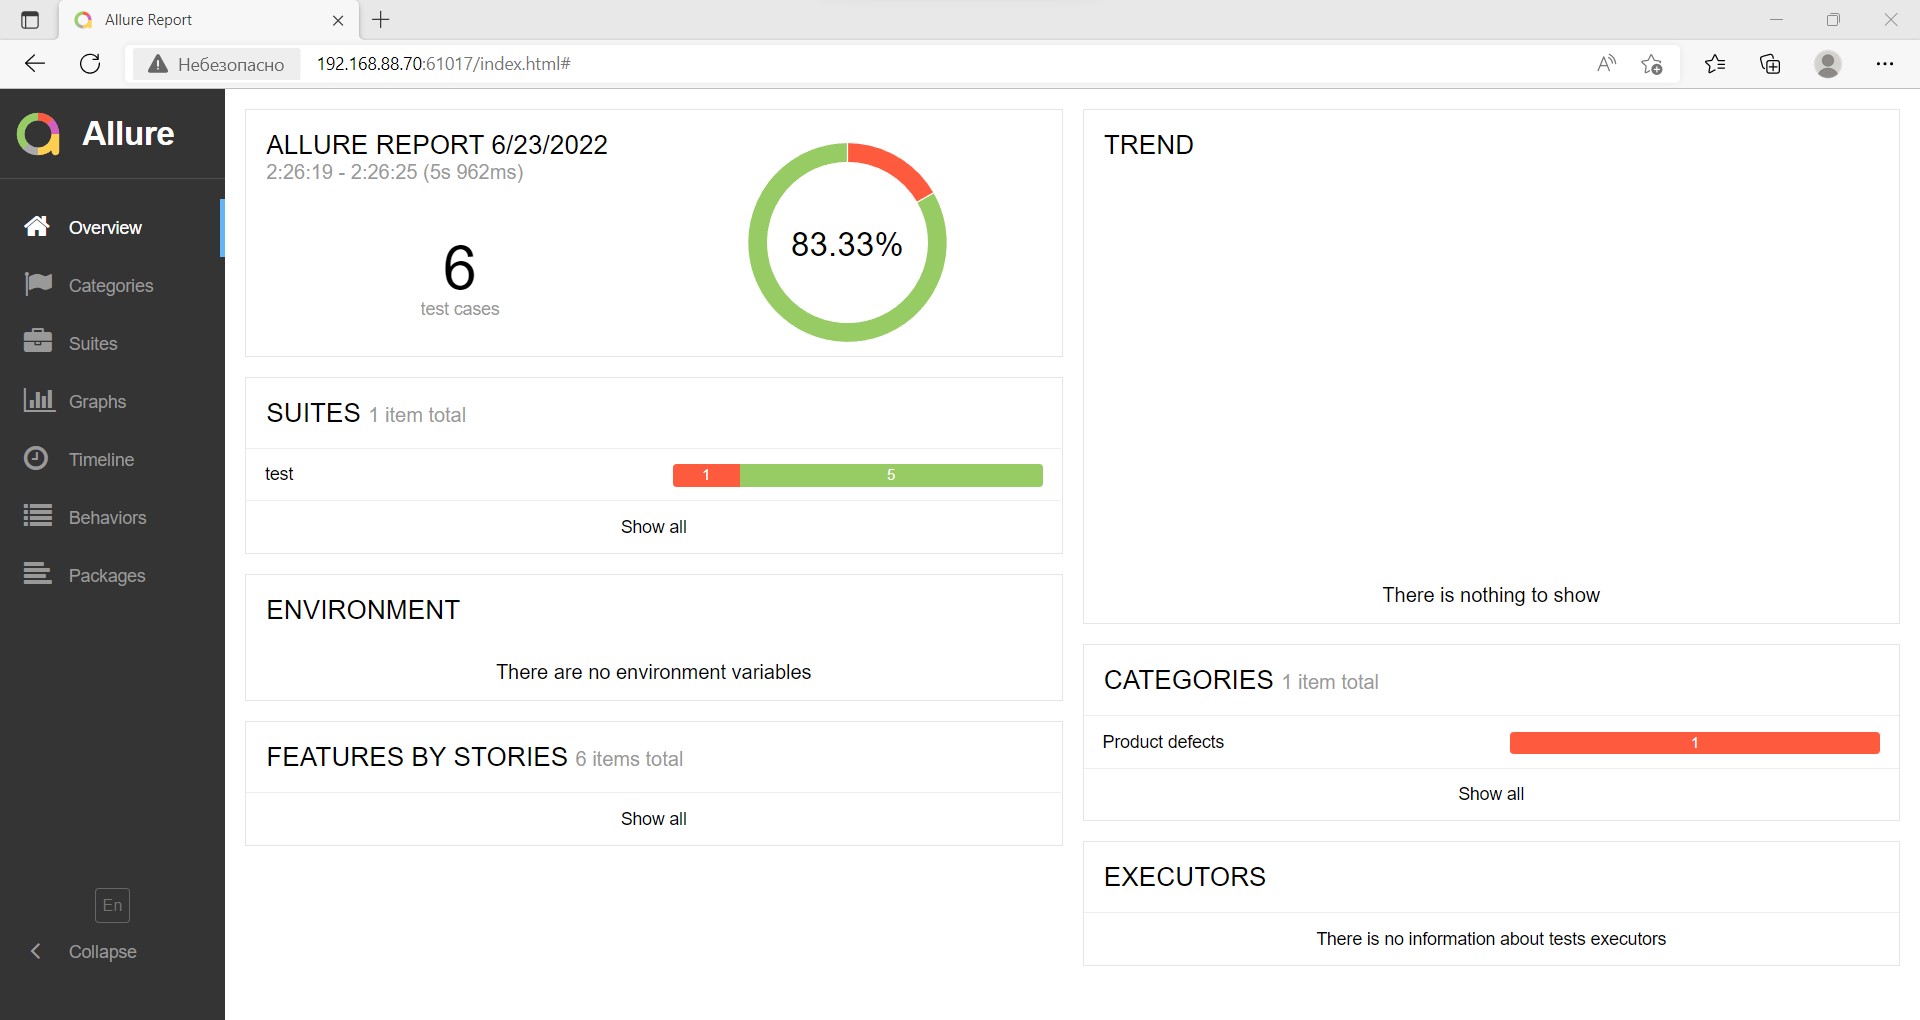 Allure Report
Небезопасно
192.168.88.70:61017/index.html#
Allure
Overview
Categories
Suites
Graphs
Timeline
Behaviors
Packages
En
Collapse
ALLURE REPORT 6/23/2022
2:26:19 - 2:26:25 (5s 962ms)
6
test cases
83.33%
SUITES 1 item total
test 1 5
Show all
ENVIRONMENT
There are no environment variables
FEATURES BY STORIES 6 items total
Show all
TREND
There is nothing to show
CATEGORIES 1 item total
Product defects 1
Show all
EXECUTORS
There is no information about tests executors